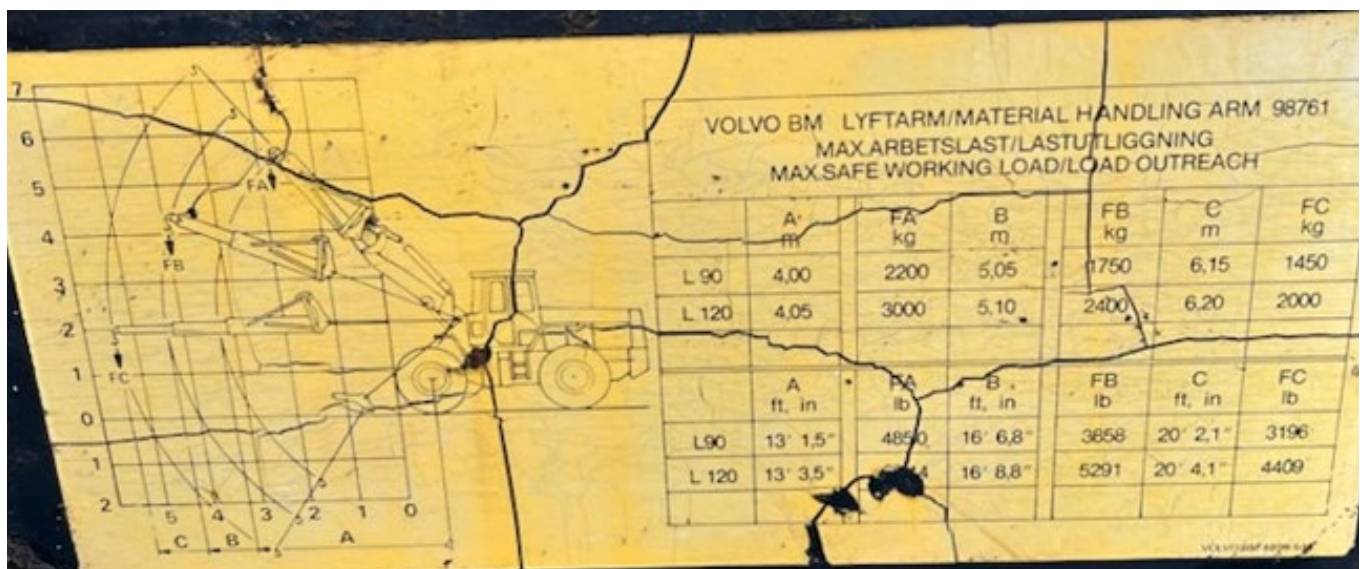 VOLVO BM LYFTARM/MATERIAL HANDLING ARM 98761
MAX.ARBETSLAST/LASTUTLIGGNING
MAX.SAFE WORKING LOAD/LOAD OUTREACH
A m FA kg B m FB kg C m FC kg
L 90 4,00 2200 5,05 1750 6,15 1450
L 120 4,05 3000 5,10 2400 6,20 2000
A ft, in FA lb B ft, in FB lb C ft, in FC lb
L90 13' 1,5" 4850 16' 6,8" 3858 20' 2,1" 3196
L 120 13' 3,5" 16' 8,8" 5291 20' 4,1" 4409
7
6
5
4
3
2
1
0
1
2
FA
FB
FC
5 4 3 2 1 0
C B A